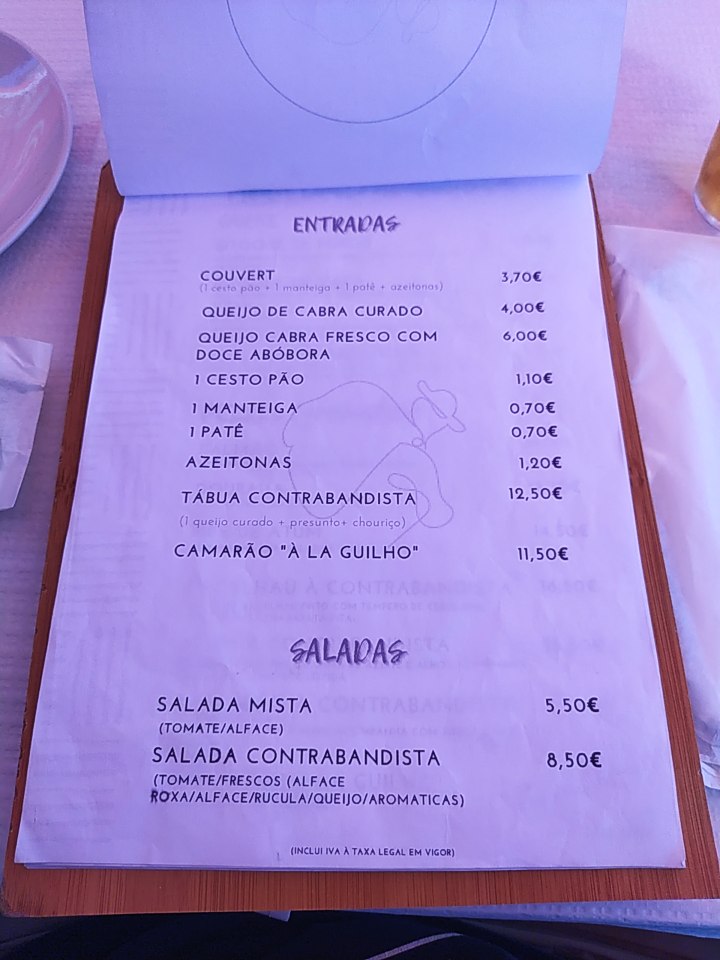 ENTRADAS
COUVERT 3,70€
(1 cesto pão + 1 manteiga + 1 patê + azeitonas)
QUEIJO DE CABRA CURADO 4,00€
QUEIJO CABRA FRESCO COM 6,00€
DOCE ABÓBORA
1 CESTO PÃO 1,10€
1 MANTEIGA 0,70€
1 PATÊ 0,70€
AZEITONAS 1,20€
TÁBUA CONTRABANDISTA 12,50€
(1 queijo curado + presunto+ chouriço)
CAMARÃO "À LA GUILHO" 11,50€
SALADAS
SALADA MISTA 5,50€
(TOMATE/ALFACE)
SALADA CONTRABANDISTA 8,50€
(TOMATE/FRESCOS (ALFACE
ROXA/ALFACE/RUCULA/QUEIJO/AROMATICAS)
(INCLUI IVA À TAXA LEGAL EM VIGOR)